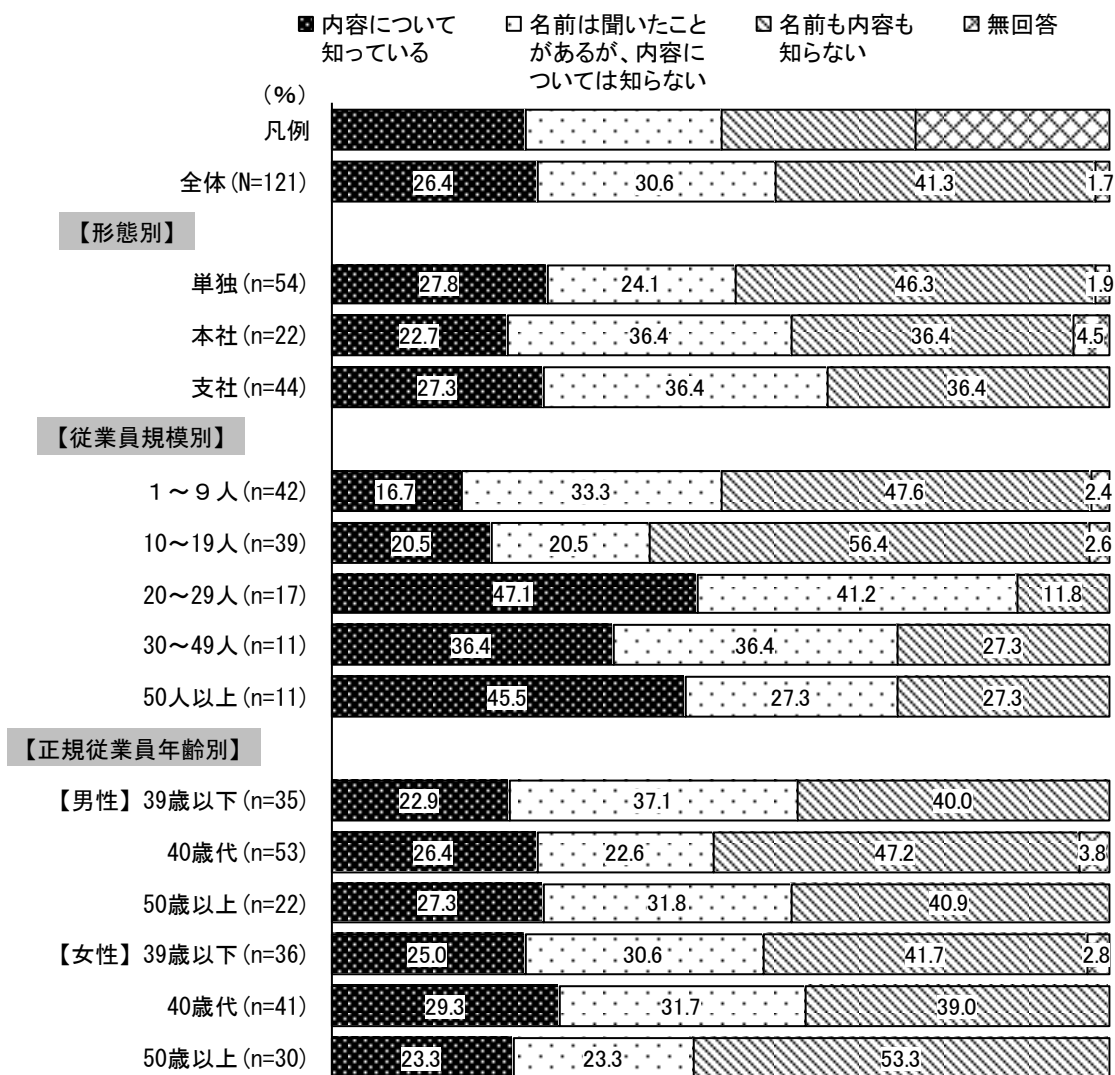 内容について 名前は聞いたこと 名前も内容も 無回答
知っている があるが、内容に 知らない
ついては知らない
(%)
凡例
全体(N=121) 26.4 30.6 41.3 1.7
【形態別】
単独(n=54) 27.8 24.1 46.3 1.9
本社(n=22) 22.7 36.4 36.4 4.5
支社(n=44) 27.3 36.4 36.4
【従業員規模別】
1~9人(n=42) 16.7 33.3 47.6 2.4
10~19人(n=39) 20.5 20.5 56.4 2.6
20~29人(n=17) 47.1 41.2 11.8
30~49人(n=11) 36.4 36.4 27.3
50人以上(n=11) 45.5 27.3 27.3
【正規従業員年齢別】
【男性】39歳以下(n=35) 22.9 37.1 40.0
40歳代(n=53) 26.4 22.6 47.2 3.8
50歳以上(n=22) 27.3 31.8 40.9
【女性】39歳以下(n=36) 25.0 30.6 41.7 2.8
40歳代(n=41) 29.3 31.7 39.0
50歳以上(n=30) 23.3 23.3 53.3